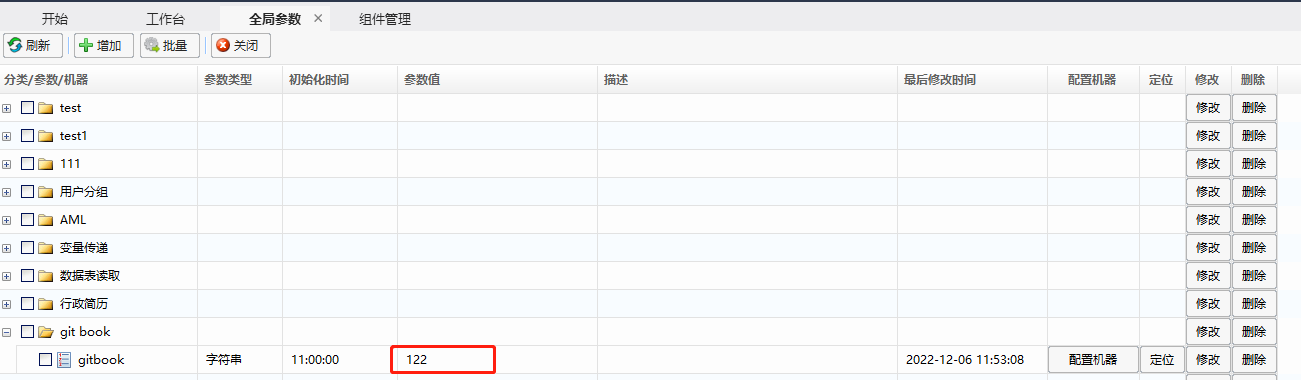 开始 工作台 全局参数 × 组件管理
刷新 增加 批量 关闭
分类/参数/机器 参数类型 初始化时间 参数值 描述 最后修改时间 配置机器 定位 修改 删除
test 修改 删除
test1 修改 删除
111 修改 删除
用户分组 修改 删除
AML 修改 删除
变量传递 修改 删除
数据表读取 修改 删除
行政简历 修改 删除
git book 修改 删除
gitbook 字符串 11:00:00 122 2022-12-06 11:53:08 配置机器 定位 修改 删除